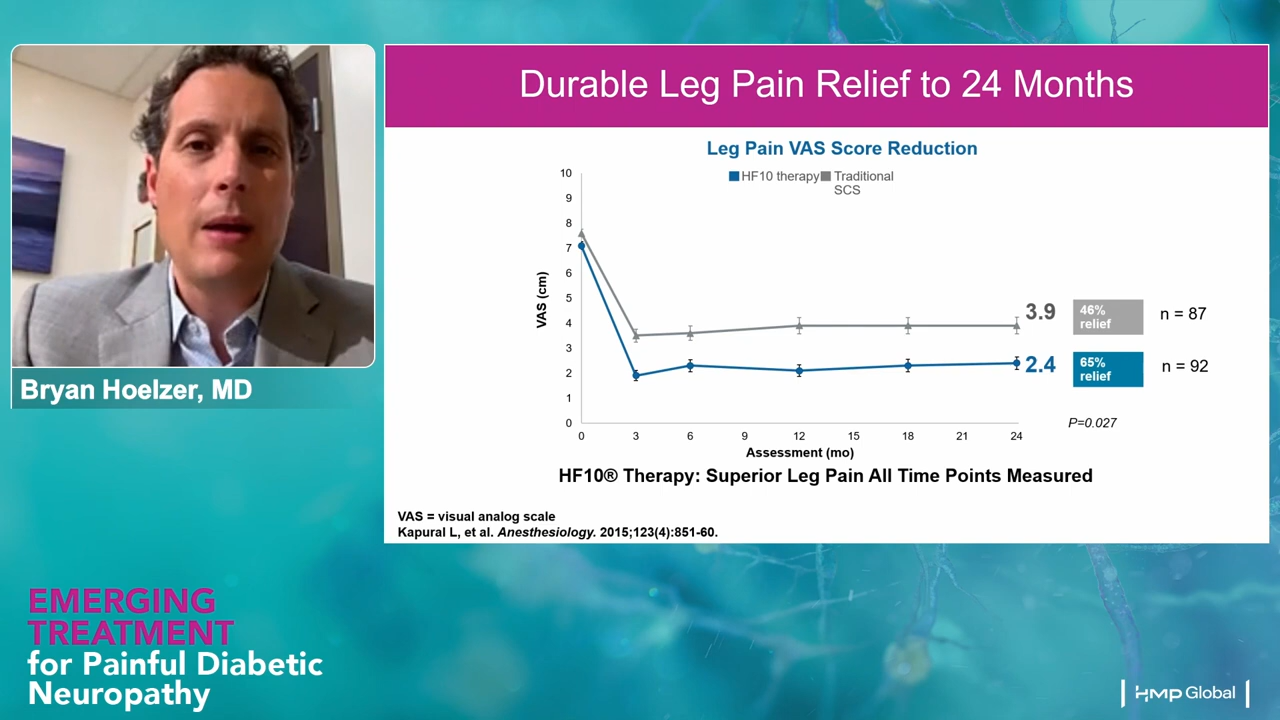 Durable Leg Pain Relief to 24 Months
Leg Pain VAS Score Reduction
HF10 therapy
Traditional
SCS
10
9
8
7
6
5
4
3
2
1
0
VAS (cm)
0 3 6 9 12 15 18 21 24
Assessment (mo)
3.9
46%
relief
n = 87
2.4
65%
relief
n = 92
P=0.027
HF10® Therapy: Superior Leg Pain All Time Points Measured
VAS = visual analog scale
Kapural L, et al. Anesthesiology. 2015;123(4):851-60.
Bryan Hoelzer, MD
EMERGING
TREATMENT
for Painful Diabetic
Neuropathy
HMP Global